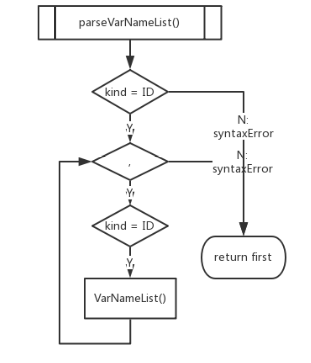 parseVarNameList()
kind = ID
N:
syntaxError
Y,
,
N:
syntaxError
Y,
kind = ID
return first
Y,
VarNameList()